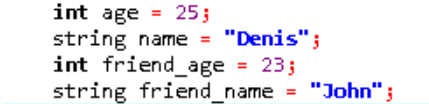 int age = 25;
string name = "Denis";
int friend_age = 23;
string friend_name = "John";